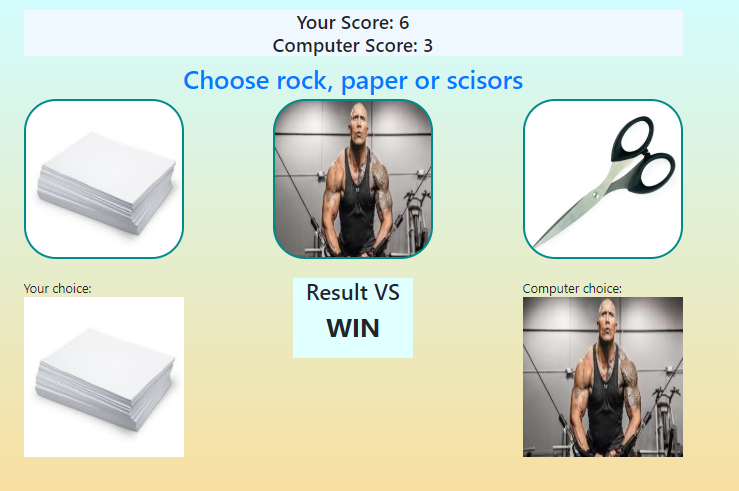 Your Score: 6
Computer Score: 3
Choose rock, paper or scisors
Your choice:
Result VS
WIN
Computer choice: